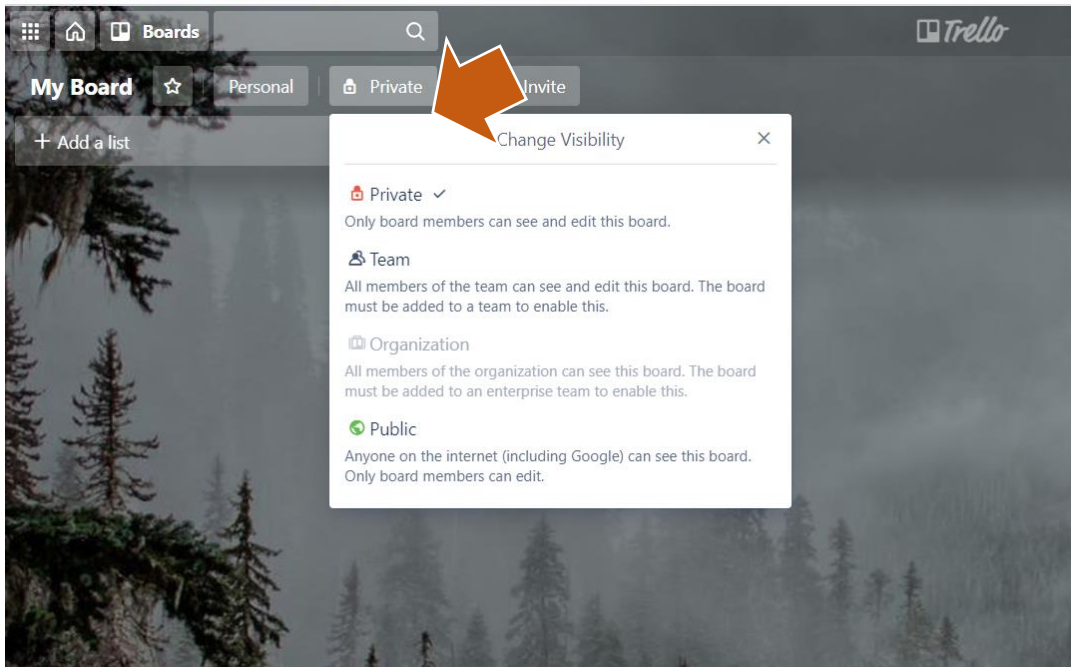 Boards
Trello
My Board
Personal
Private
Invite
+ Add a list
Change Visibility
Private
Only board members can see and edit this board.
Team
All members of the team can see and edit this board. The board
must be added to a team to enable this.
Organization
All members of the organization can see this board. The board
must be added to an enterprise team to enable this.
Public
Anyone on the internet (including Google) can see this board.
Only board members can edit.